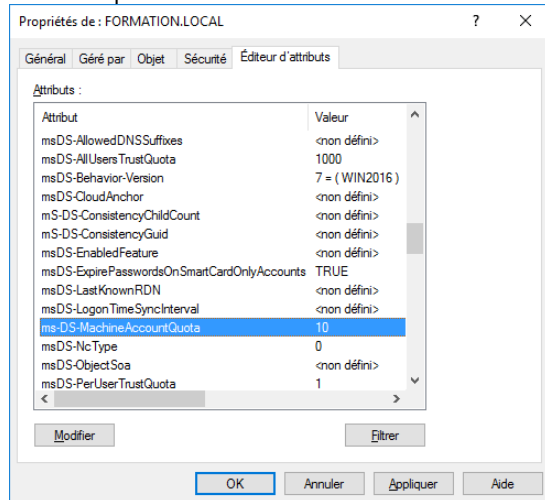 Propriétés de : FORMATION.LOCAL ? ×
Général Géré par Objet Sécurité Éditeur d'attributs
Attributs :
Attribut Valeur
msDS-AllowedDNSSuffixes <non défini>
msDS-AllUsersTrustQuota 1000
msDS-Behavior-Version 7 = ( WIN2016 )
msDS-CloudAnchor <non défini>
mS-DS-ConsistencyChildCount <non défini>
mS-DS-ConsistencyGuid <non défini>
msDS-EnabledFeature <non défini>
msDS-ExpirePasswordsOnSmartCardOnlyAccounts TRUE
msDS-LastKnownRDN <non défini>
msDS-LogonTimeSyncInterval <non défini>
ms-DS-MachineAccountQuota 10
msDS-NcType 0
msDS-ObjectSoa <non défini>
msDS-PerUserTrustQuota 1
Modifier Filtrer
OK Annuler Appliquer Aide